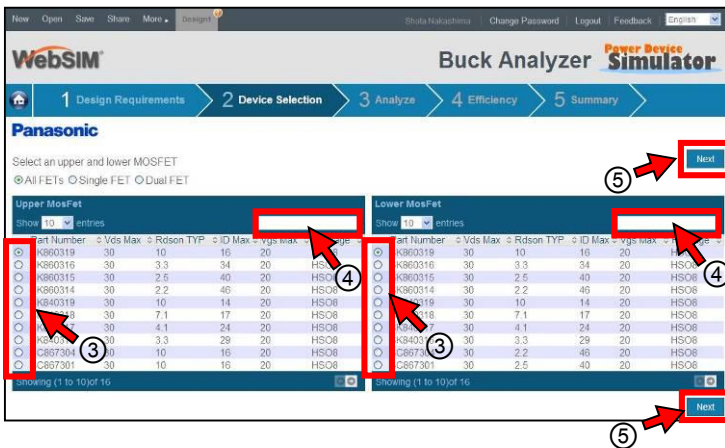 New Open Save Share More Design1 Shota Nakashima Change Password Logout Feedback English
WebSIM Buck Analyzer Power Device Simulator
1 Design Requirements 2 Device Selection 3 Analyze 4 Efficiency 5 Summary
Panasonic
Select an upper and lower MOSFET
Next
⑤
All FETs Single FET Dual FET
Upper MosFet Lower MosFet
Show 10 entries Show 10 entries
Part Number Vds Max Rdson TYP ID Max Vgs Max Part Number Vds Max Rdson TYP ID Max Vgs Max
K860319 30 10 16 20 HSO8 K860319 30 10 16 20 HSO8
K860316 30 3.3 34 20 HSO8 K860316 30 3.3 34 20 HSO8
④ ④
K860315 30 2.5 40 20 HSO8 K860315 30 2.5 40 20 HSO8
K860314 30 2.2 46 20 HSO8 K860314 30 2.2 46 20 HSO8
K840319 30 10 14 20 HSO8 K840319 30 10 14 20 HSO8
30 7.1 17 20 HSO8 30 7.1 17 20 HSO8
30 4.1 24 20 HSO8 30 4.1 24 20 HSO8
③ ③
30 3.3 29 20 HSO8 30 3.3 29 20 HSO8
C867304 30 10 16 20 HSO8 30 2.2 46 20 HSO8
C867301 30 10 16 20 HSO8 C867301 30 2.5 40 20 HSO8
Showing (1 to 10)of 16 Showing (1 to 10)of 16
Next
⑤